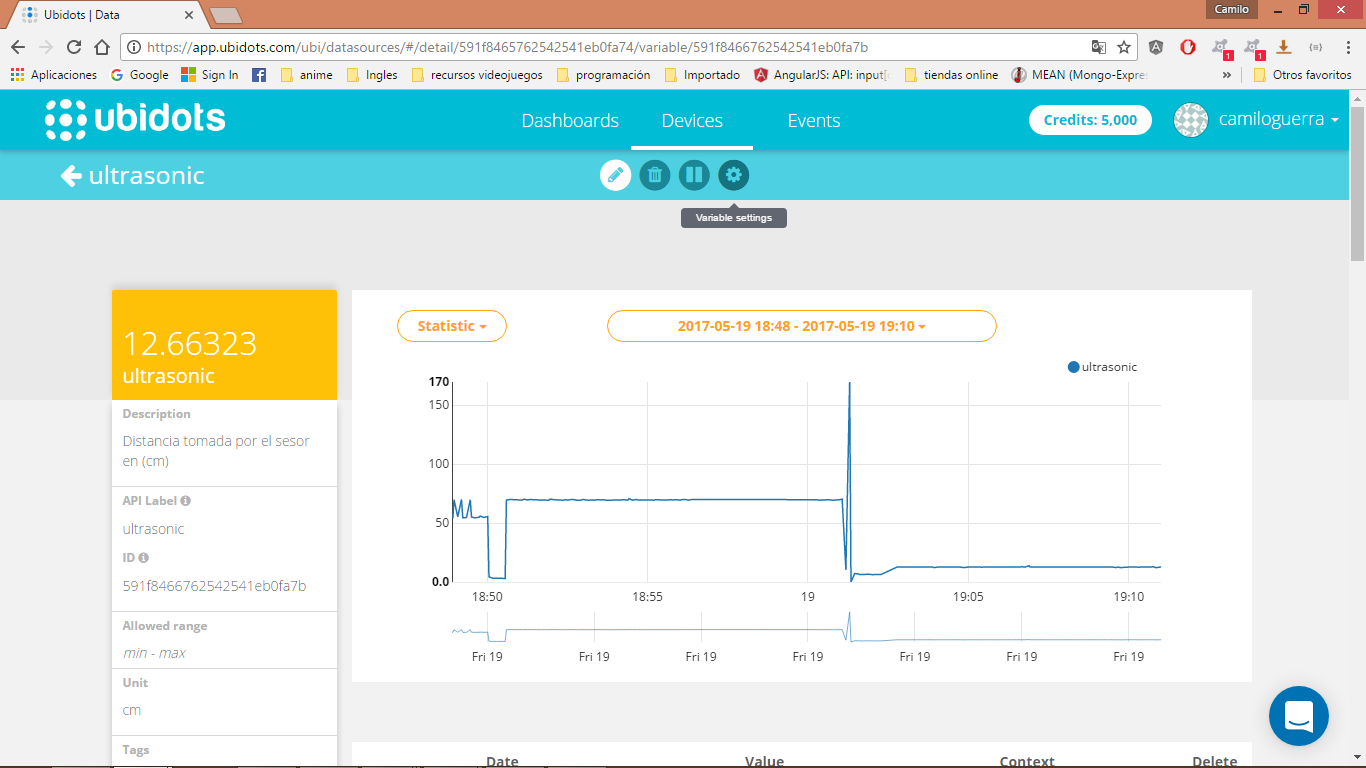 Ubidots | Data
Camilo
https://app.ubidots.com/ubi/datasources/#/detail/591f8465762542541eb0fa74/variable/591f8466762542541eb0fa7b
1
1
Aplicaciones Google Sign In anime Ingles recursos videojuegos programación Importado AngularJS: API: input[ tiendas online MEAN (Mongo-Expre » Otros favoritos
ubidots
Dashboards Devices Events
Credits: 5,000
camiloguerra
ultrasonic
Variable settings
12.66323
ultrasonic
Description
Distancia tomada por el sesor
en (cm)
API Label
ultrasonic
ID
591f8466762542541eb0fa7b
Allowed range
min - max
Unit
cm
Tags
Statistic
2017-05-19 18:48 - 2017-05-19 19:10
ultrasonic
170
150
100
50
0.0
18:50 18:55 19 19:05 19:10
Fri 19 Fri 19 Fri 19 Fri 19 Fri 19 Fri 19 Fri 19
Date Value Context Delete